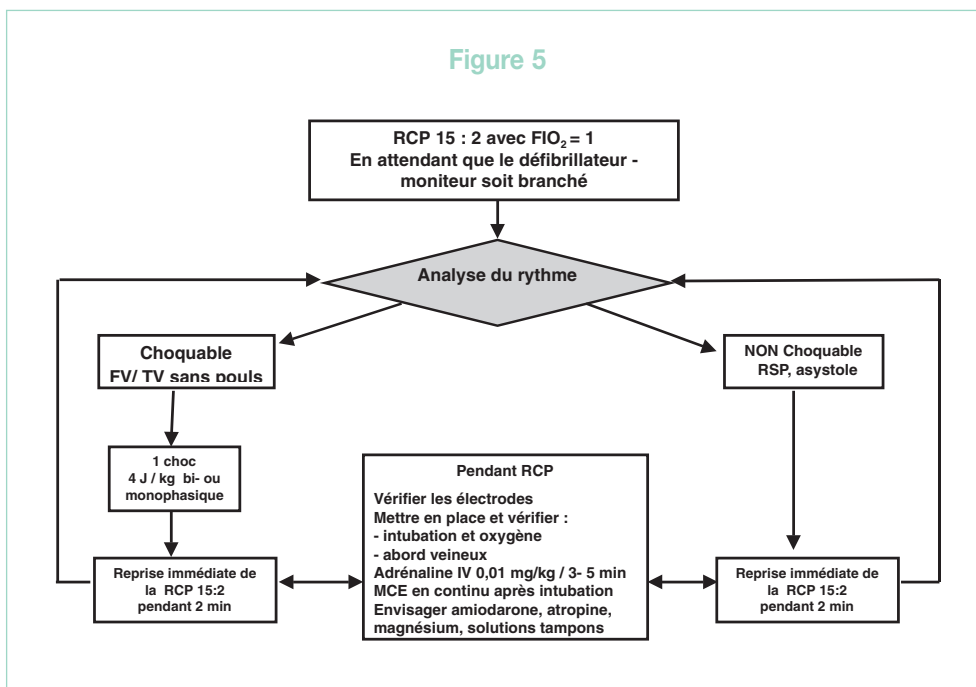 Figure 5
RCP 15 : 2 avec FIO2 = 1
En attendant que le défibrillateur -
moniteur soit branché
Analyse du rythme
Choquable
FV/ TV sans pouls
NON Choquable
RSP, asystole
1 choc
4 J / kg bi- ou
monophasique
Pendant RCP
Vérifier les électrodes
Mettre en place et vérifier :
- intubation et oxygène
- abord veineux
Adrénaline IV 0,01 mg/kg / 3- 5 min
MCE en continu après intubation
Envisager amiodarone, atropine,
magnésium, solutions tampons
Reprise immédiate de
la RCP 15:2
pendant 2 min
Reprise immédiate de
la RCP 15:2
pendant 2 min